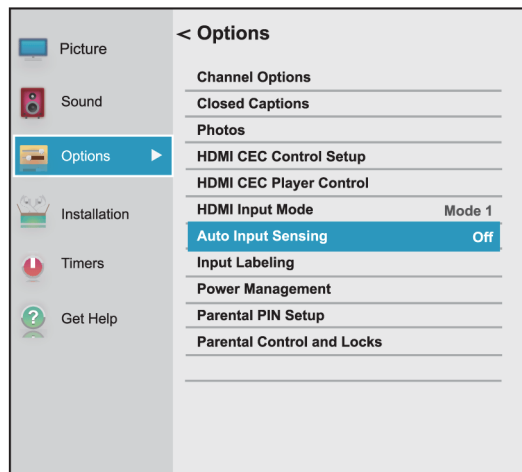 Picture
Sound
Options
Installation
Timers
Get Help
< Options
Channel Options
Closed Captions
Photos
HDMI CEC Control Setup
HDMI CEC Player Control
HDMI Input Mode Mode 1
Auto Input Sensing Off
Input Labeling
Power Management
Parental PIN Setup
Parental Control and Locks